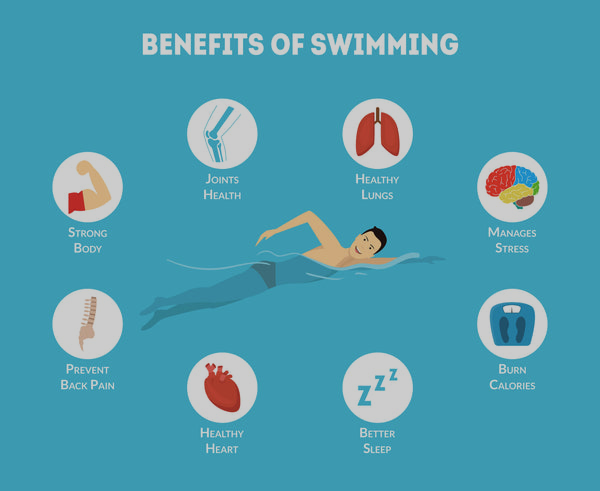 BENEFITS OF SWIMMING
JOINTS
HEALTH
HEALTHY
LUNGS
STRONG
BODY
MANAGES
STRESS
PREVENT
BACK PAIN
BURN
CALORIES
HEALTHY
HEART
BETTER
SLEEP
z z z